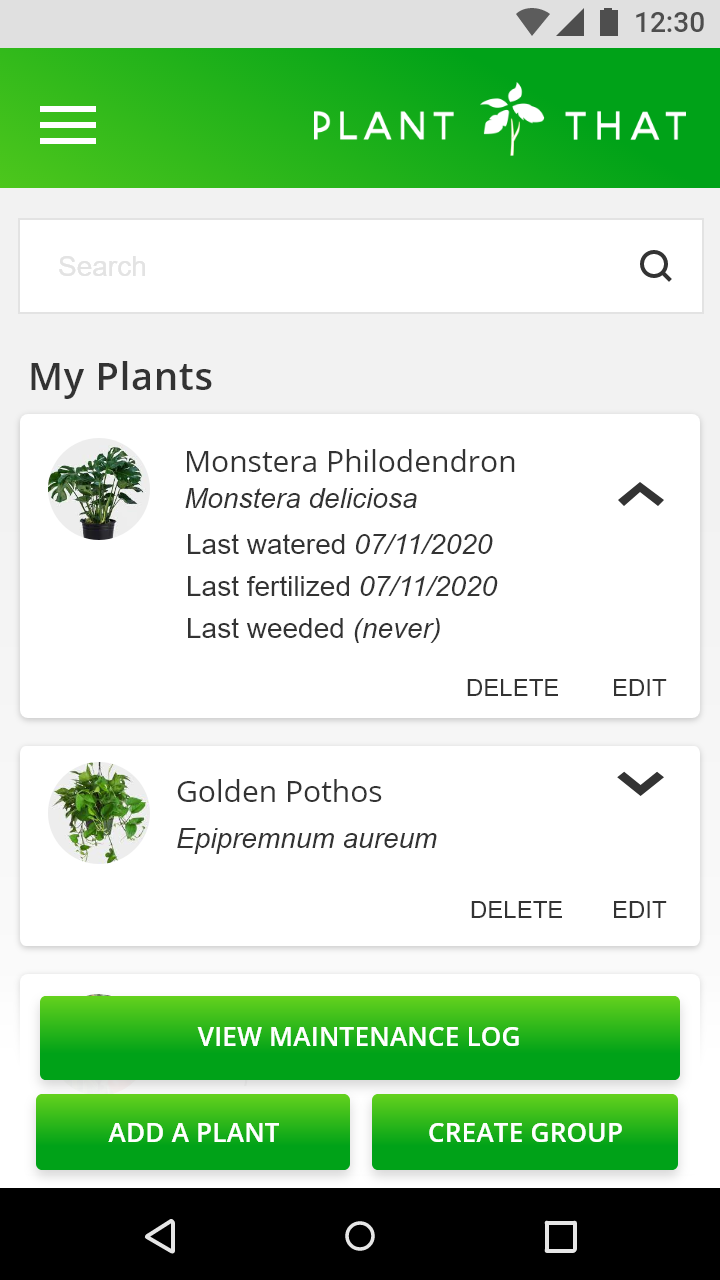 12:30
PLANT THAT
Search
My Plants
Monstera Philodendron
Monstera deliciosa
Last watered 07/11/2020
Last fertilized 07/11/2020
Last weeded (never)
DELETE EDIT
Golden Pothos
Epipremnum aureum
DELETE EDIT
VIEW MAINTENANCE LOG
ADD A PLANT CREATE GROUP